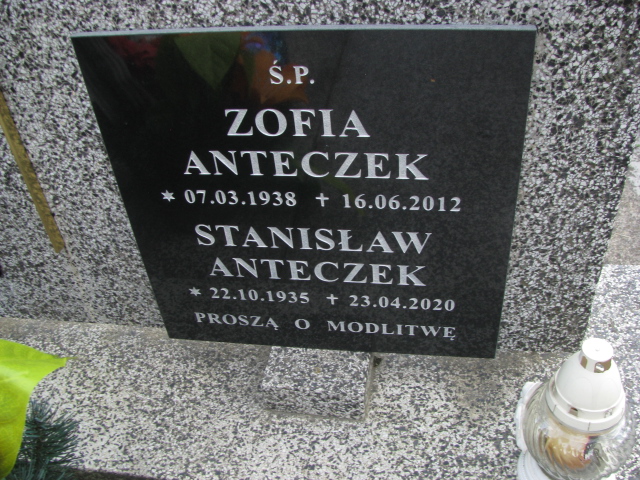 Ś.P.
ZOFIA
ANTECZEK
✶ 07.03.1938 ✝ 16.06.2012
STANISŁAW
ANTECZEK
✶ 22.10.1935 ✝ 23.04.2020
PROSZĄ O MODLITWĘ